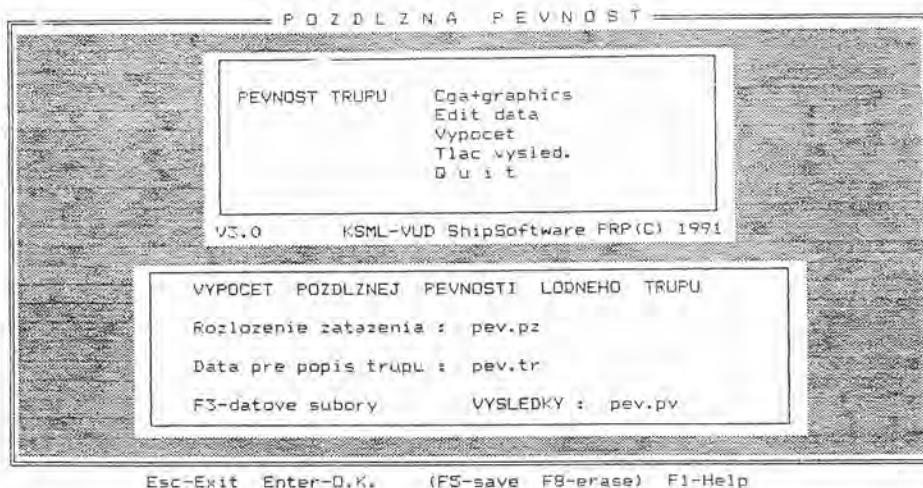 P O Z D L Z N A   P E V N O S T
PEVNOST TRUPU Cga+graphics
Edit data
Vypocet
Tlac vysled.
Q u i t
V3.0 KSML-VUD ShipSoftware FRP(C) 1991
VYPOCET POZDLZNEJ PEVNOSTI LODNEHO TRUPU
Rozlozenie zatazenia : pev.pz
Data pre popis trupu : pev.tr
F3-datove subory VYSLEDKY : pev.pv
Esc-Exit Enter-O.K. (F5-save F8-erase) F1-Help